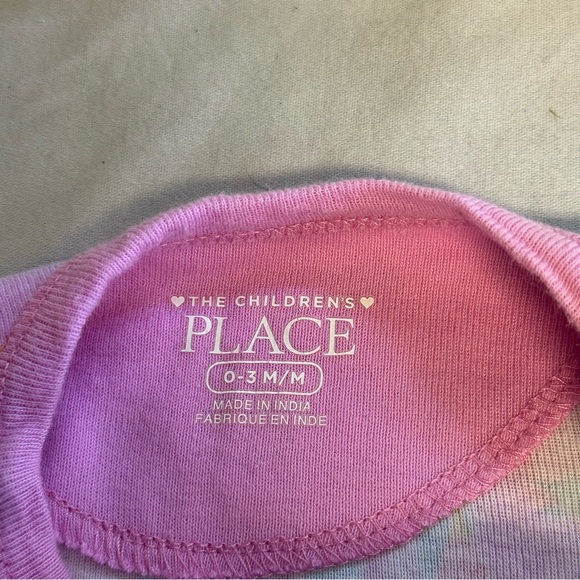 ♥THE CHILDREN'S♥
PLACE
0-3 M/M
MADE IN INDIA
FABRIQUE EN INDE